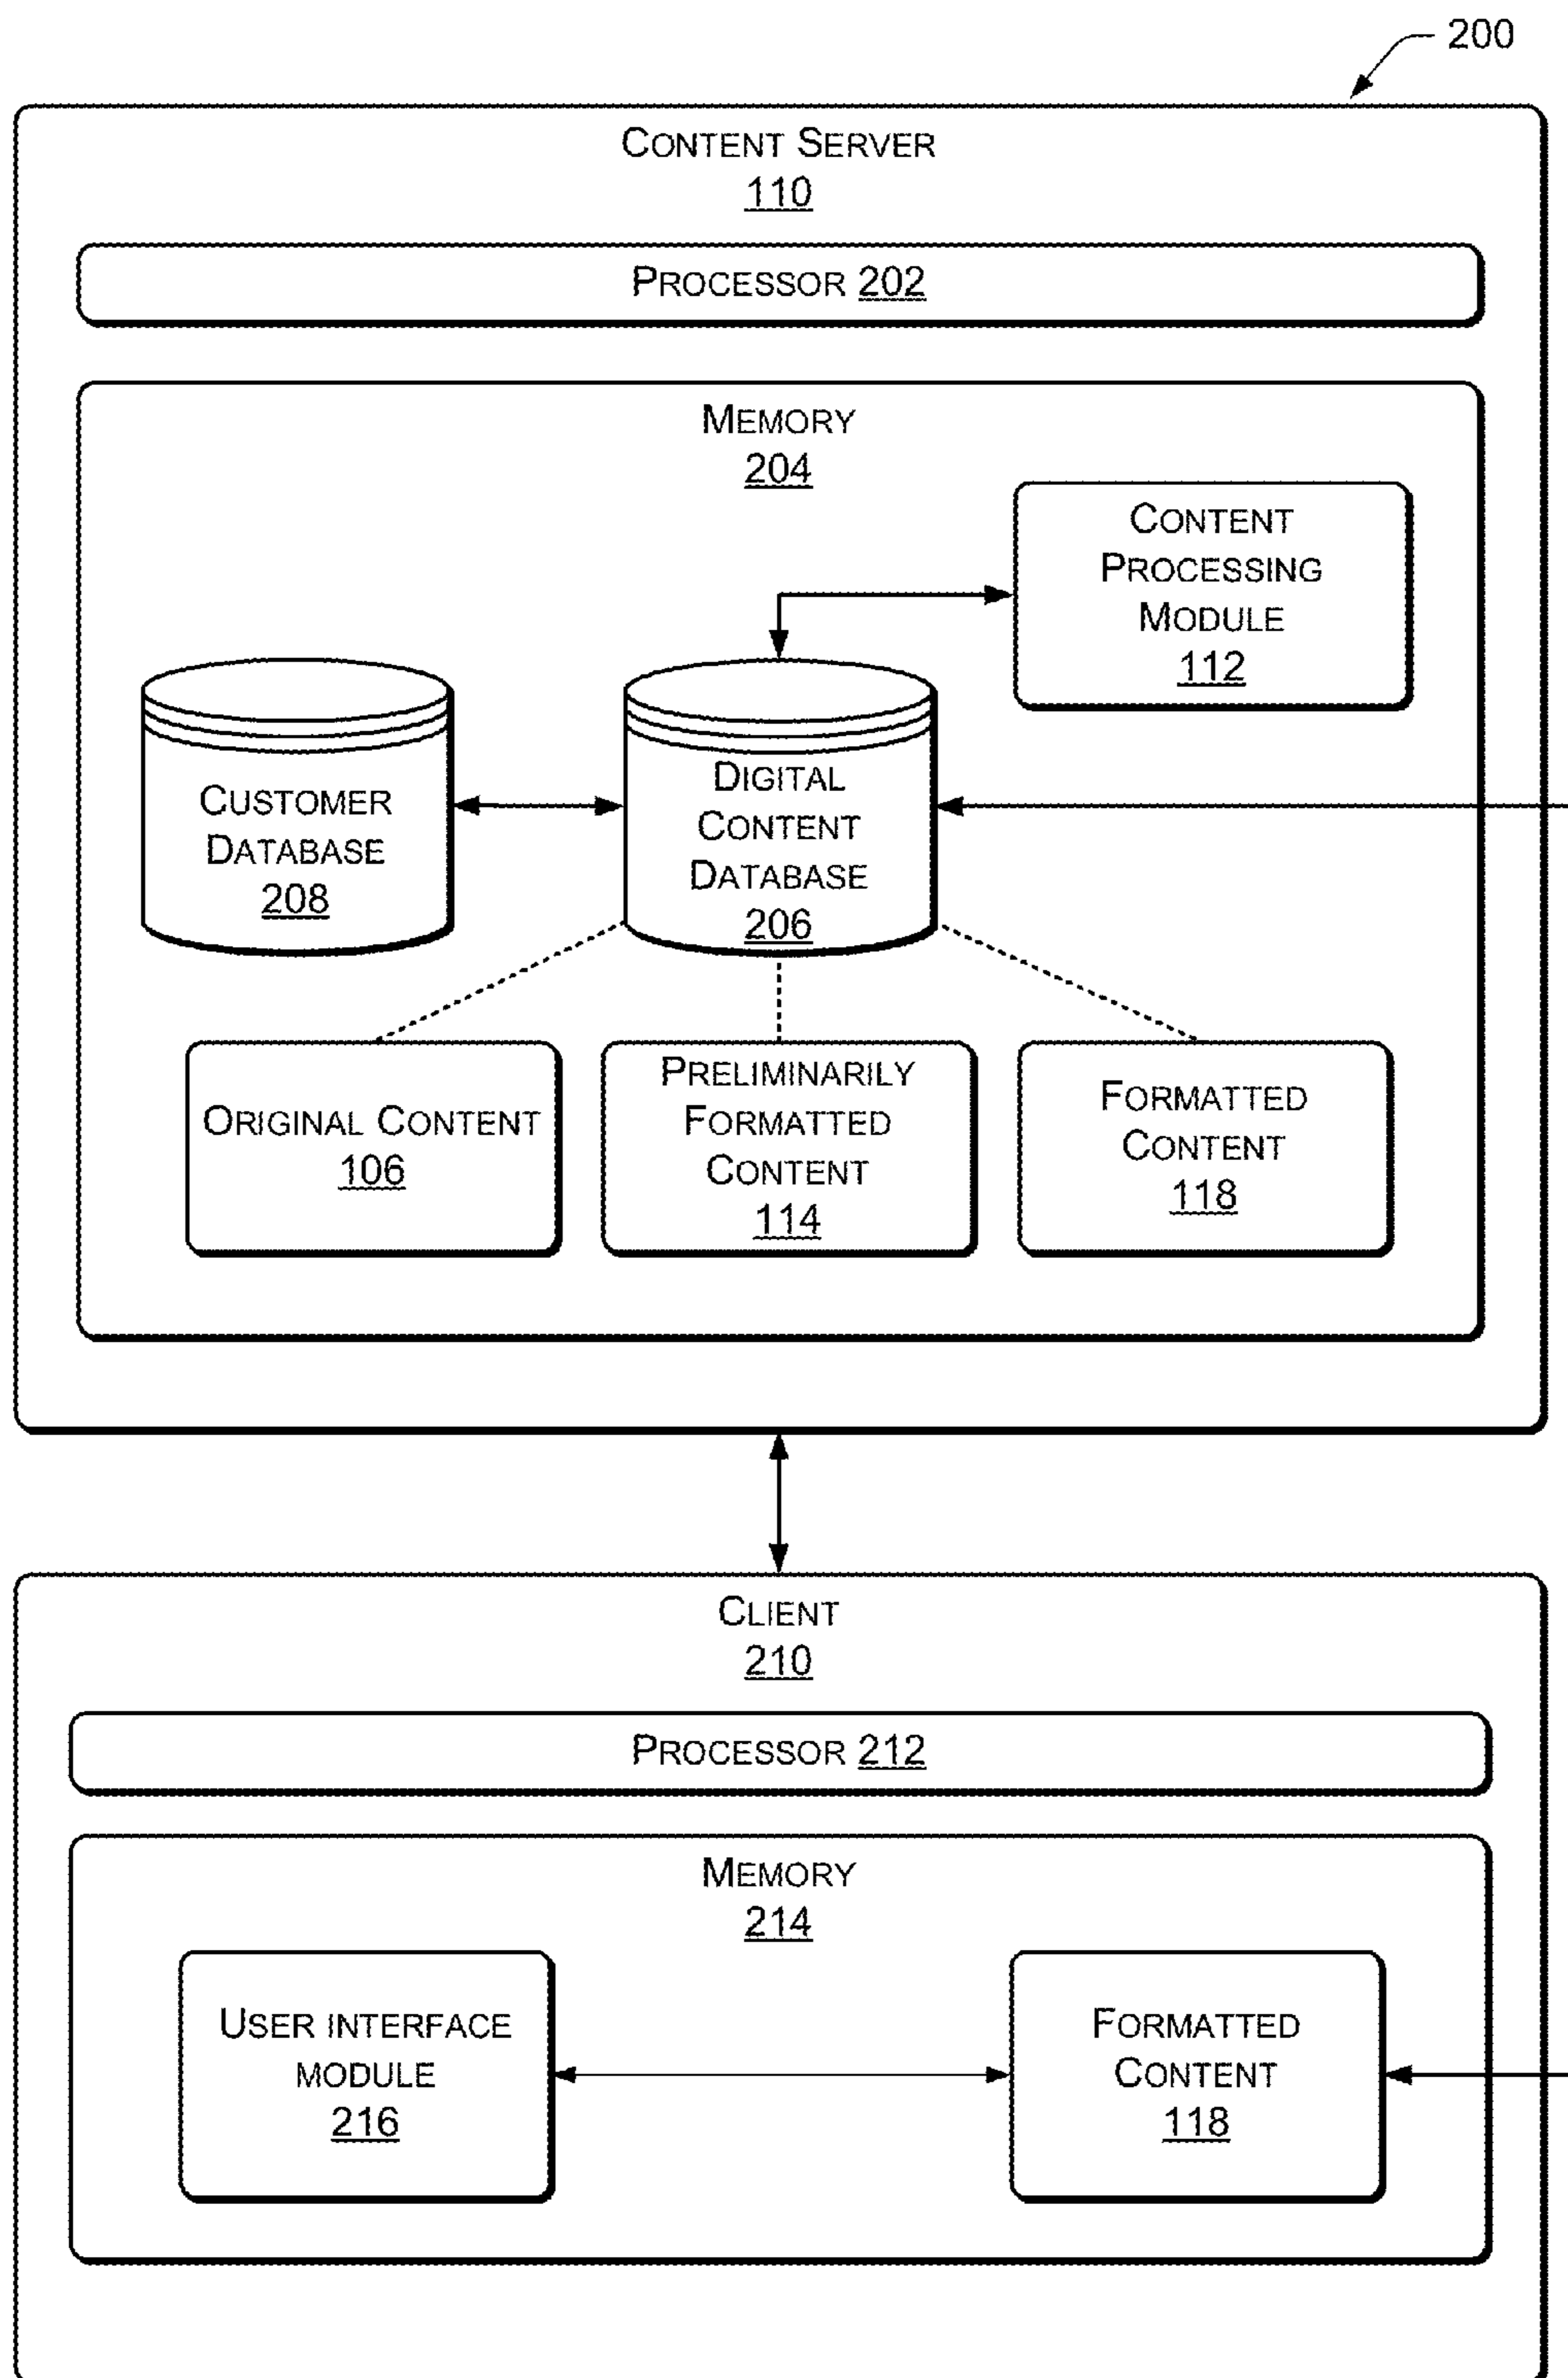 200
CONTENT SERVER
110
PROCESSOR 202
MEMORY
204
CONTENT
PROCESSING
MODULE
112
CUSTOMER
DATABASE
208
DIGITAL
CONTENT
DATABASE
206
ORIGINAL CONTENT
106
PRELIMINARILY
FORMATTED
CONTENT
114
FORMATTED
CONTENT
118
CLIENT
210
PROCESSOR 212
MEMORY
214
USER INTERFACE
MODULE
216
FORMATTED
CONTENT
118